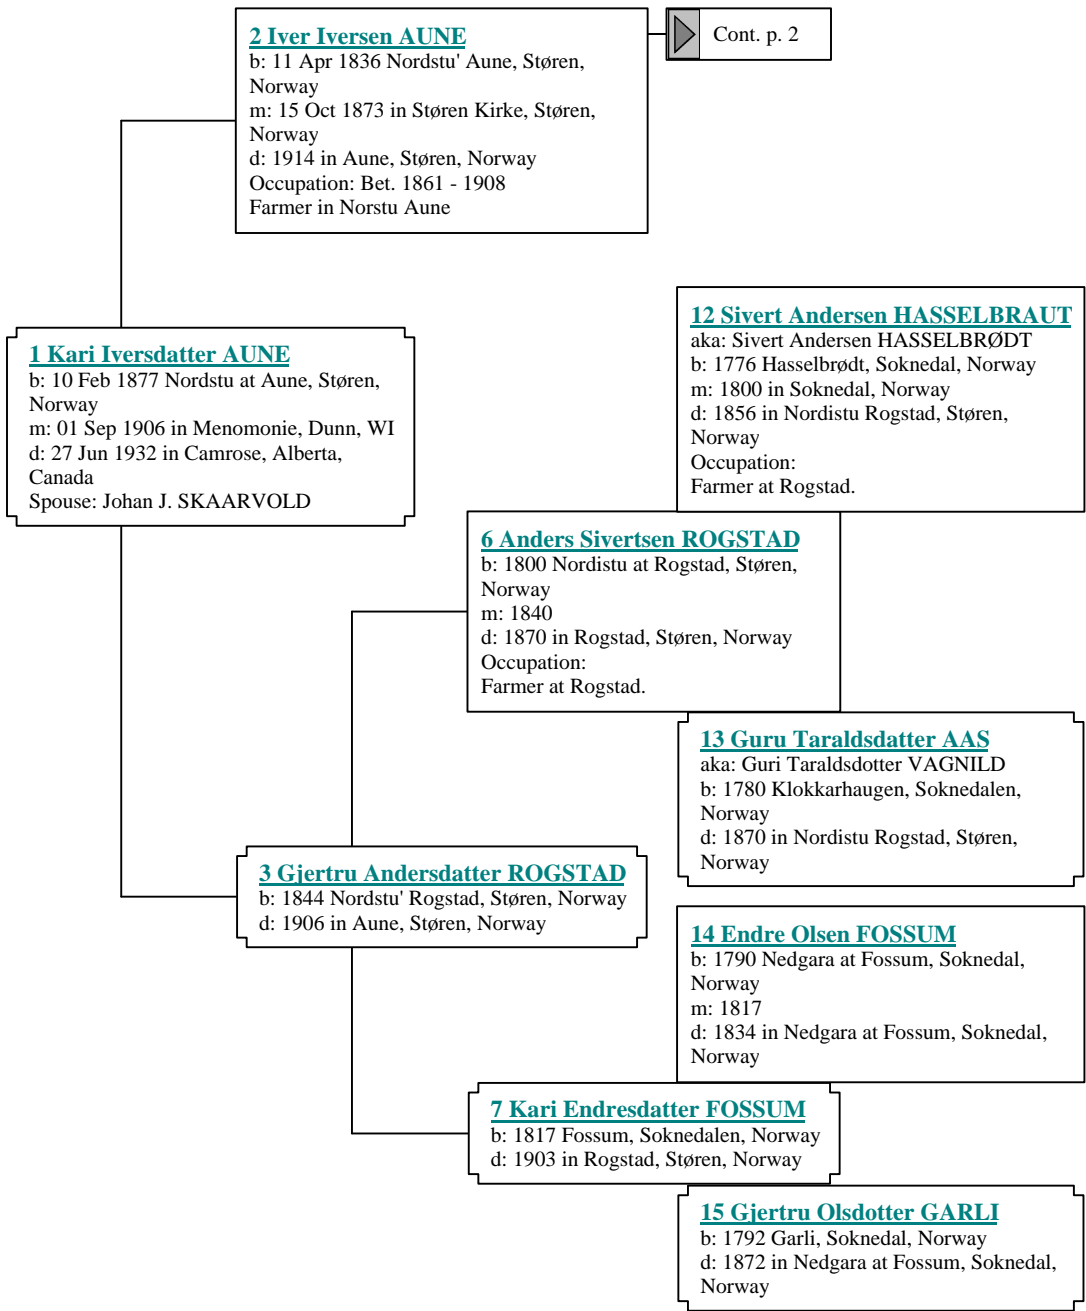 2 Iver Iversen AUNE
b: 11 Apr 1836 Nordstu' Aune, Støren,
Norway
m: 15 Oct 1873 in Støren Kirke, Støren,
Norway
d: 1914 in Aune, Støren, Norway
Occupation: Bet. 1861 - 1908
Farmer in Norstu Aune
Cont. p. 2
12 Sivert Andersen HASSELBRAUT
aka: Sivert Andersen HASSELBRØDT
b: 1776 Hasselbrødt, Soknedal, Norway
m: 1800 in Soknedal, Norway
d: 1856 in Nordistu Rogstad, Støren,
Norway
Occupation:
Farmer at Rogstad.
1 Kari Iversdatter AUNE
b: 10 Feb 1877 Nordstu at Aune, Støren,
Norway
m: 01 Sep 1906 in Menomonie, Dunn, WI
d: 27 Jun 1932 in Camrose, Alberta,
Canada
Spouse: Johan J. SKAARVOLD
6 Anders Sivertsen ROGSTAD
b: 1800 Nordistu at Rogstad, Støren,
Norway
m: 1840
d: 1870 in Rogstad, Støren, Norway
Occupation:
Farmer at Rogstad.
13 Guru Taraldsdatter AAS
aka: Guri Taraldsdotter VAGNILD
b: 1780 Klokkarhaugen, Soknedalen,
Norway
d: 1870 in Nordistu Rogstad, Støren,
Norway
3 Gjertru Andersdatter ROGSTAD
b: 1844 Nordstu' Rogstad, Støren, Norway
d: 1906 in Aune, Støren, Norway
14 Endre Olsen FOSSUM
b: 1790 Nedgara at Fossum, Soknedal,
Norway
m: 1817
d: 1834 in Nedgara at Fossum, Soknedal,
Norway
7 Kari Endresdatter FOSSUM
b: 1817 Fossum, Soknedalen, Norway
d: 1903 in Rogstad, Støren, Norway
15 Gjertru Olsdotter GARLI
b: 1792 Garli, Soknedal, Norway
d: 1872 in Nedgara at Fossum, Soknedal,
Norway